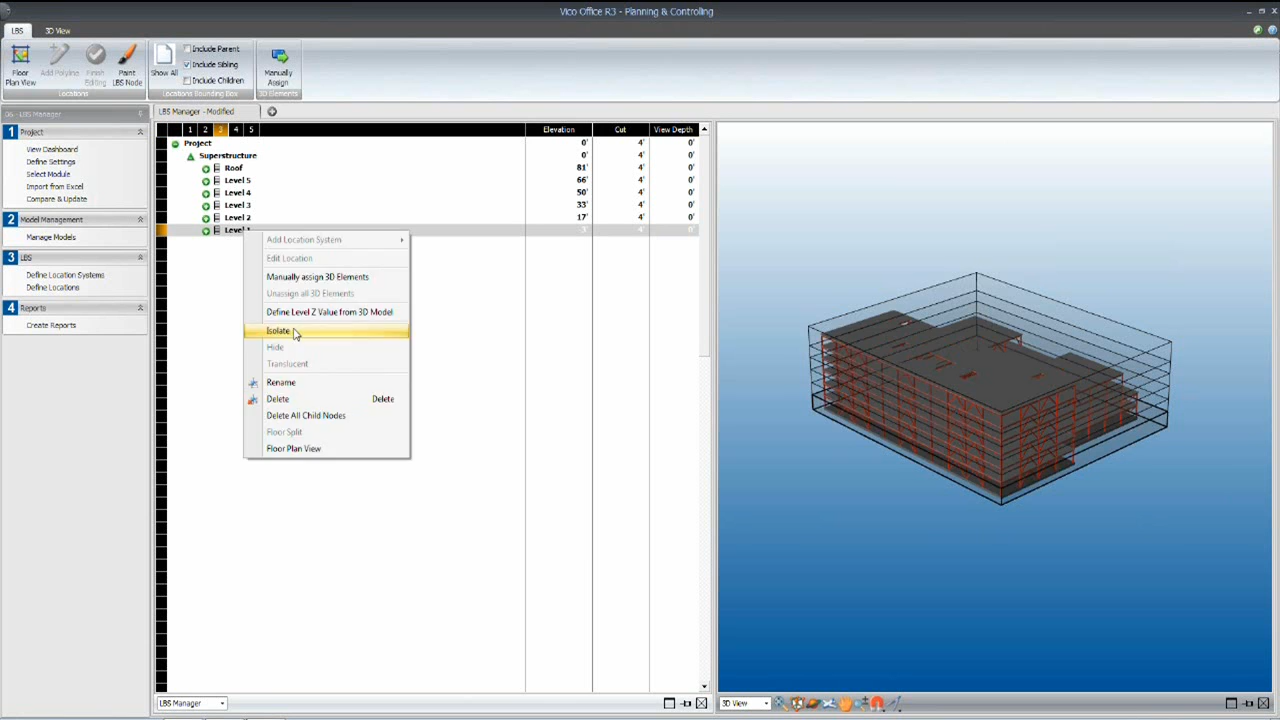 Vico Office R3 - Planning & Controlling
LBS
3D View
Floor Plan View
Add Polyline
Finish Editing
Paint LBS Node
Locations
Show All
Include Parent
Include Sibling
Include Children
Locations Bounding Box
Manually Assign
3D Elements
06 - LBS Manager
1 Project
View Dashboard
Define Settings
Select Module
Import from Excel
Compare & Update
2 Model Management
Manage Models
3 LBS
Define Location Systems
Define Locations
4 Reports
Create Reports
LBS Manager - Modified
1 2 3 4 5 Elevation Cut View Depth
Project 0' 4' 0'
Superstructure 0' 4' 0'
Roof 81' 4' 0'
Level 5 66' 4' 0'
Level 4 50' 4' 0'
Level 3 33' 4' 0'
Level 2 17' 4' 0'
Level 4' 0'
Add Location System
Edit Location
Manually assign 3D Elements
Unassign all 3D Elements
Define Level Z Value from 3D Model
Isolate
Hide
Translucent
Rename
Delete Delete
Delete All Child Nodes
Floor Split
Floor Plan View
LBS Manager
3D View